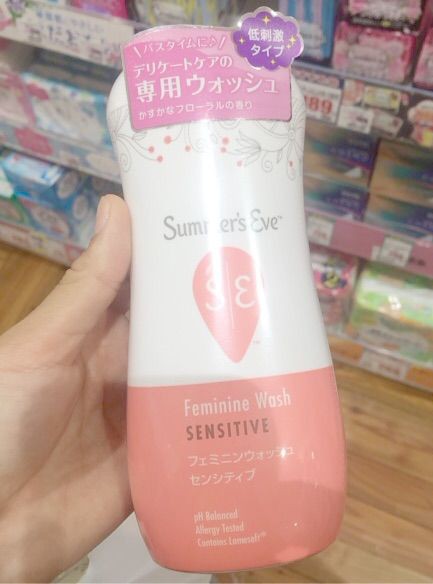 バスタイムに♪
デリケートケアの
専用ウォッシュ
かすかなフローラルの香り
低刺激
タイプ
Summer's Eve™
SE
™
Feminine Wash
SENSITIVE
フェミニンウォッシュ
センシティブ
pH Balanced
Allergy Tested
Contains Lamesoft®